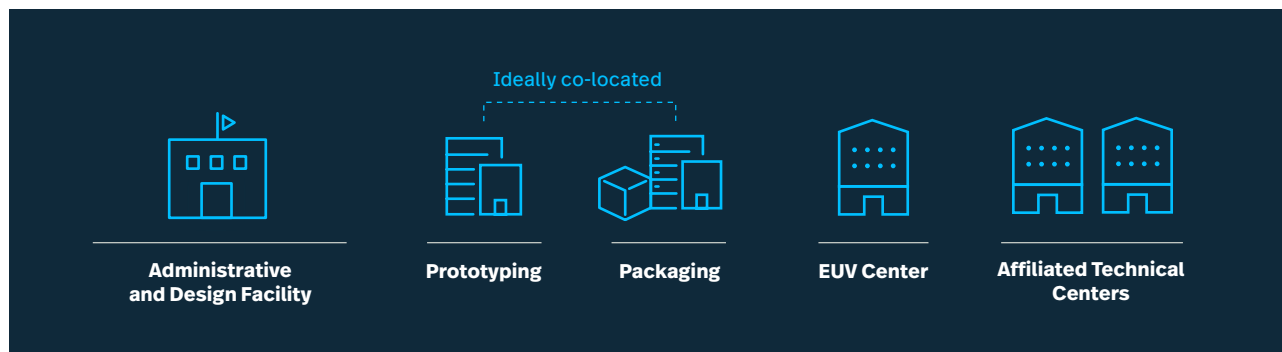 Ideally co-located
Administrative
and Design Facility
Prototyping
Packaging
EUV Center
Affiliated Technical
Centers